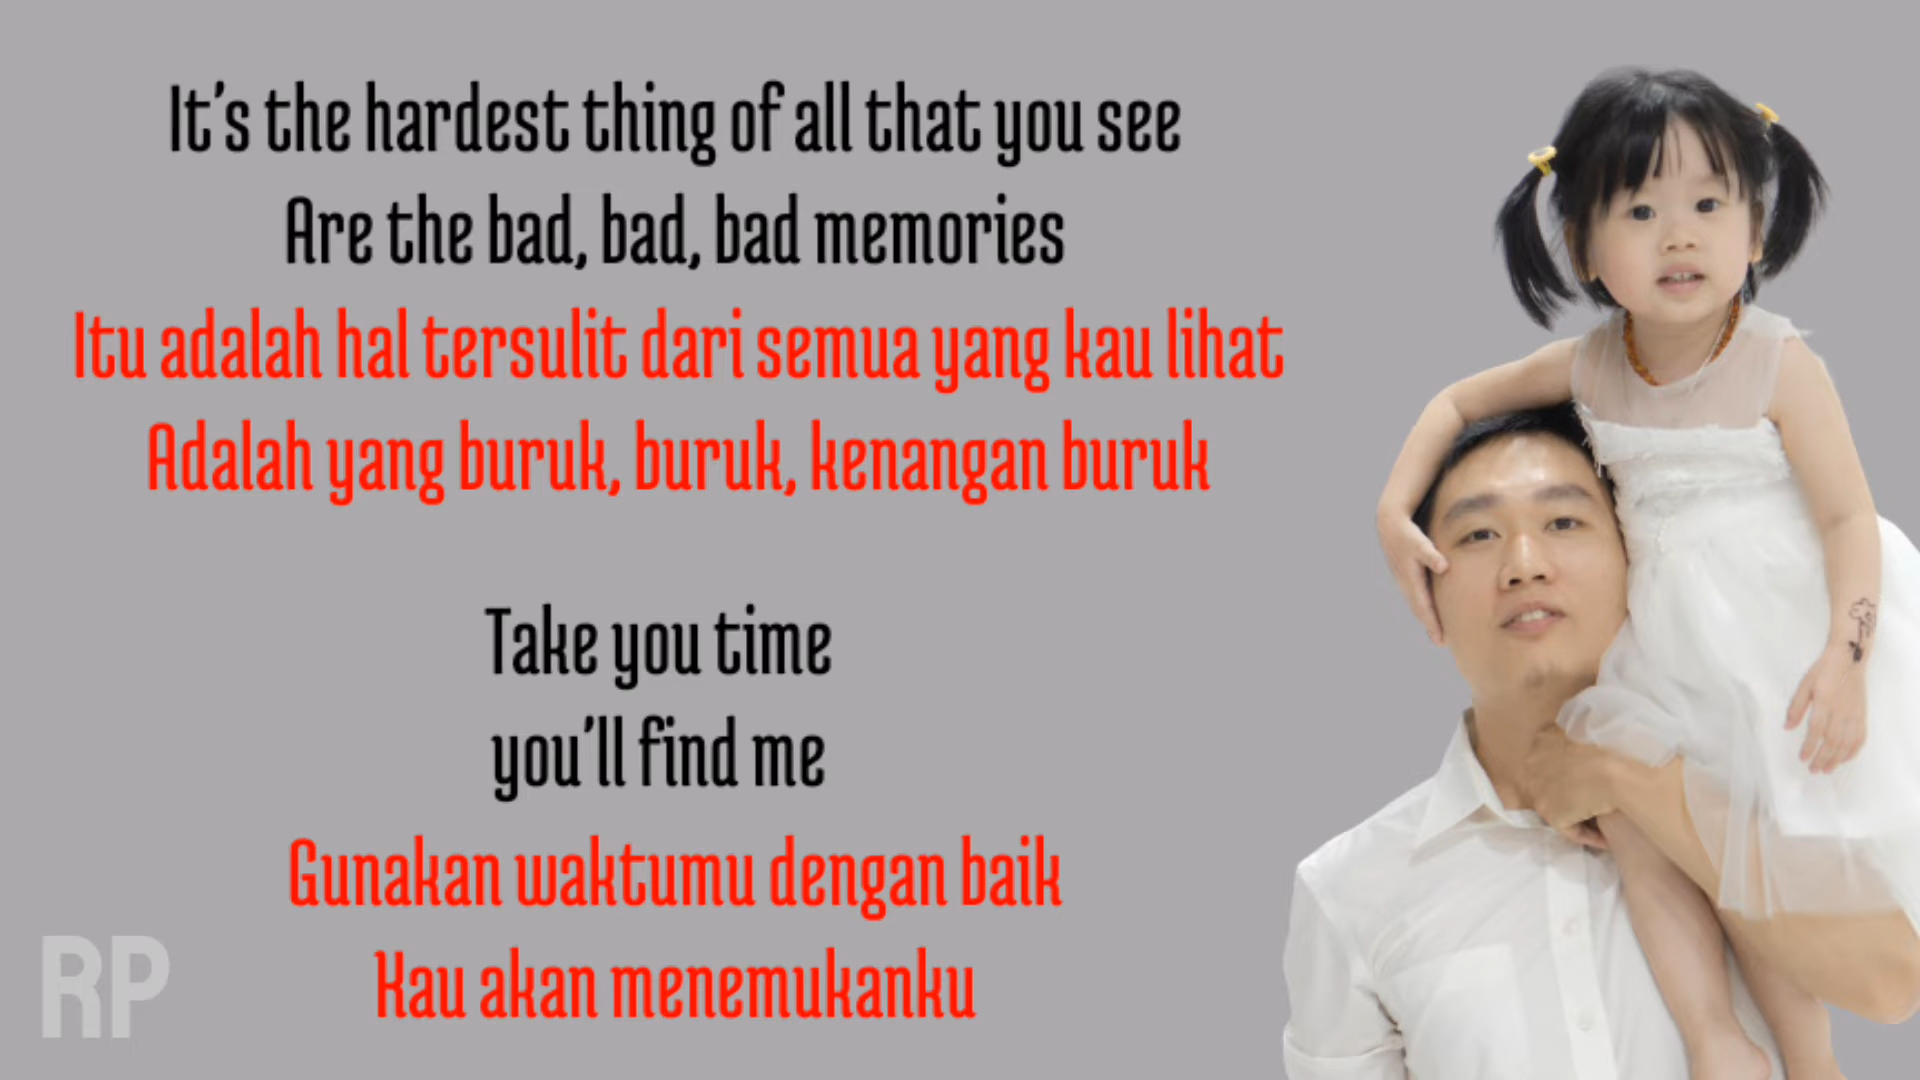 It's the hardest thing of all that you see
Are the bad, bad, bad memories
Itu adalah hal tersulit dari semua yang kau lihat
Adalah yang buruk, buruk, kenangan buruk
Take you time
you'll find me
Gunakan waktumu dengan baik
Kau akan menemukanku
RP